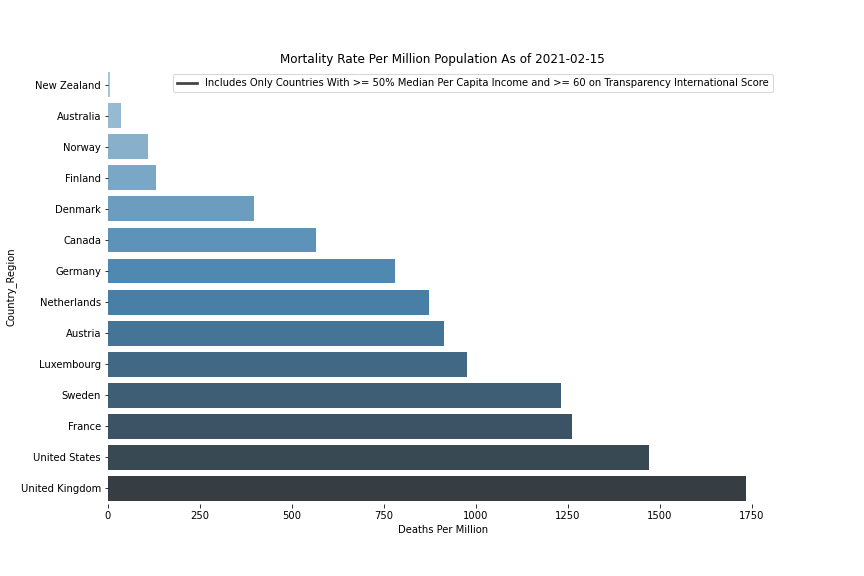 Mortality Rate Per Million Population As of 2021-02-15
Includes Only Countries With >= 50% Median Per Capita Income and >= 60 on Transparency International Score
Country_Region
New Zealand
Australia
Norway
Finland
Denmark
Canada
Germany
Netherlands
Austria
Luxembourg
Sweden
France
United States
United Kingdom
0 250 500 750 1000 1250 1500 1750
Deaths Per Million